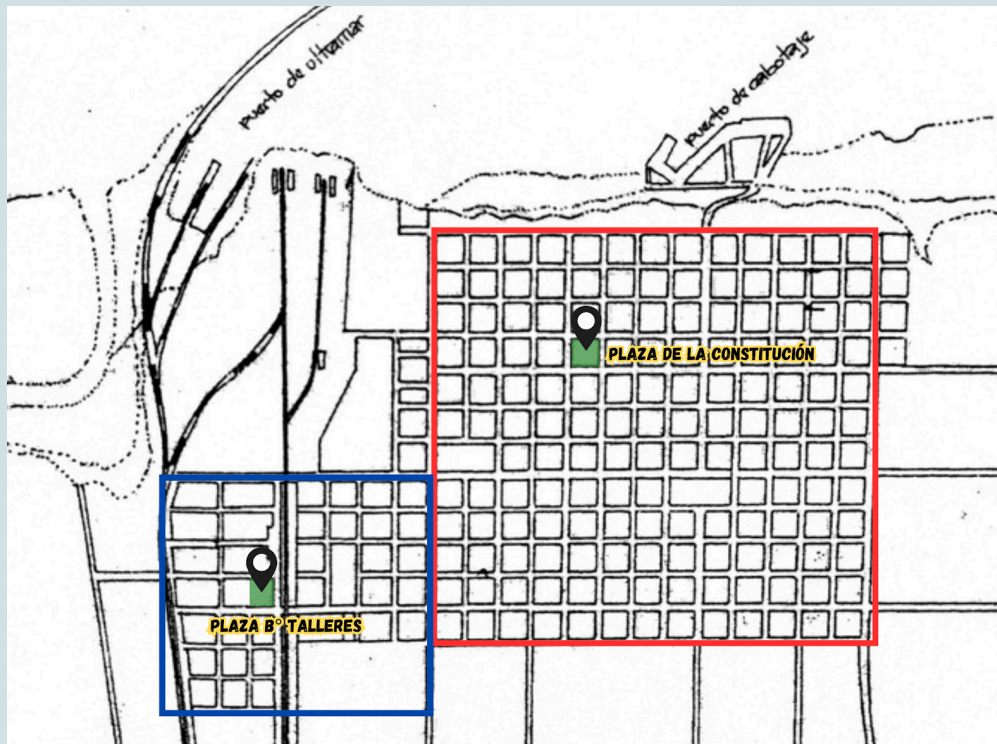 puerto de ultramar
puerto de cabotaje
PLAZA DE LA CONSTITUCIÓN
PLAZA B° TALLERES